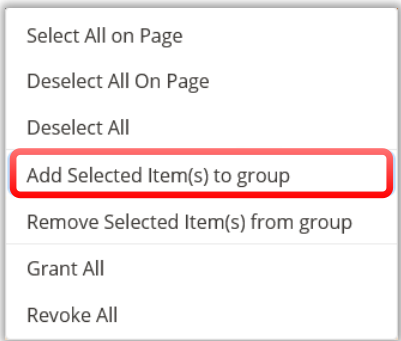 Select All on Page
Deselect All On Page
Deselect All
Add Selected Item(s) to group
Remove Selected Item(s) from group
Grant All
Revoke All